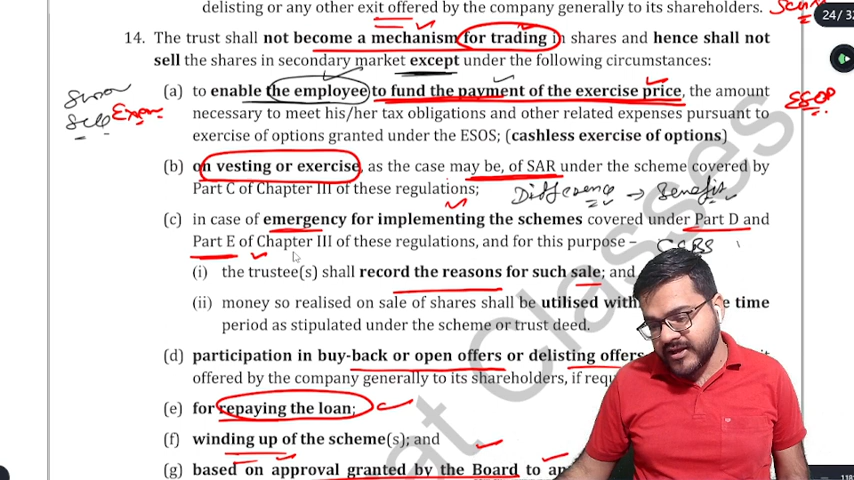 delisting or any other exit offered by the company generally to its shareholders.
24/3
14. The trust shall not become a mechanism for trading in shares and hence shall not
sell the shares in secondary market except under the following circumstances:
(a) to enable the employee to fund the payment of the exercise price, the amount
ESOP
necessary to meet his/her tax obligations and other related expenses pursuant to
exercise of options granted under the ESOS; (cashless exercise of options)
(b) on vesting or exercise, as the case may be, of SAR under the scheme covered by
Part C of Chapter III of these regulations;
Difference → Benefit
(c) in case of emergency for implementing the schemes covered under Part D and
Part E of Chapter III of these regulations, and for this purpose –
(i) the trustee(s) shall record the reasons for such sale; and
(ii) money so realised on sale of shares shall be utilised time
period as stipulated under the scheme or trust deed.
(d) participation in buy-back or open offers or delisting offers
offered by the company generally to its shareholders, if
(e) for repaying the loan;
(f) winding up of the scheme(s); and
(g) based on approval granted by the Board to
at Classes